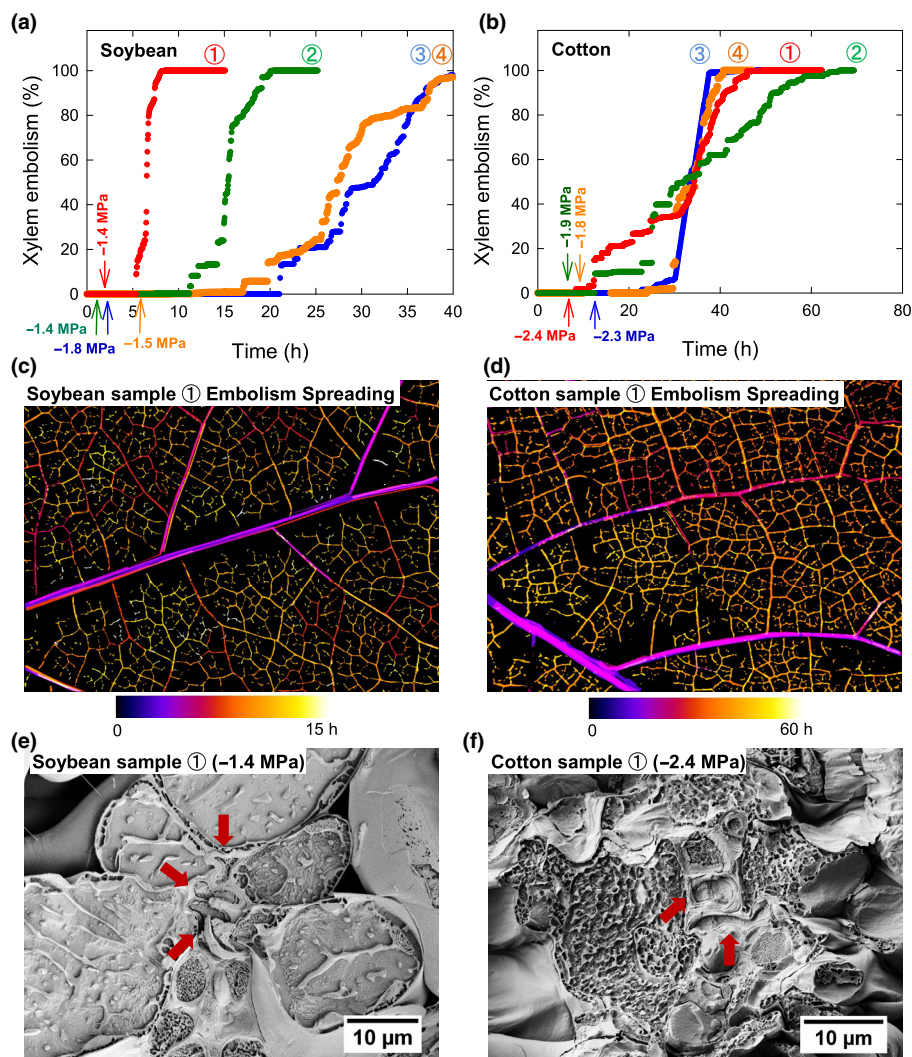 (a)
Soybean
①
②
③
④
Xylem embolism (%)
100
80
60
40
20
0
–1.4 MPa
0
5
10
15
20
25
30
35
40
–1.4 MPa
–1.8 MPa
–1.5 MPa
Time (h)
(b)
Cotton
③
④
①
②
Xylem embolism (%)
100
80
60
40
20
0
–1.9 MPa
–1.8 MPa
0
20
40
60
80
–2.4 MPa
–2.3 MPa
Time (h)
(c)
Soybean sample ① Embolism Spreading
0
15 h
(d)
Cotton sample ① Embolism Spreading
0
60 h
(e)
Soybean sample ① (–1.4 MPa)
10 µm
(f)
Cotton sample ① (–2.4 MPa)
10 µm